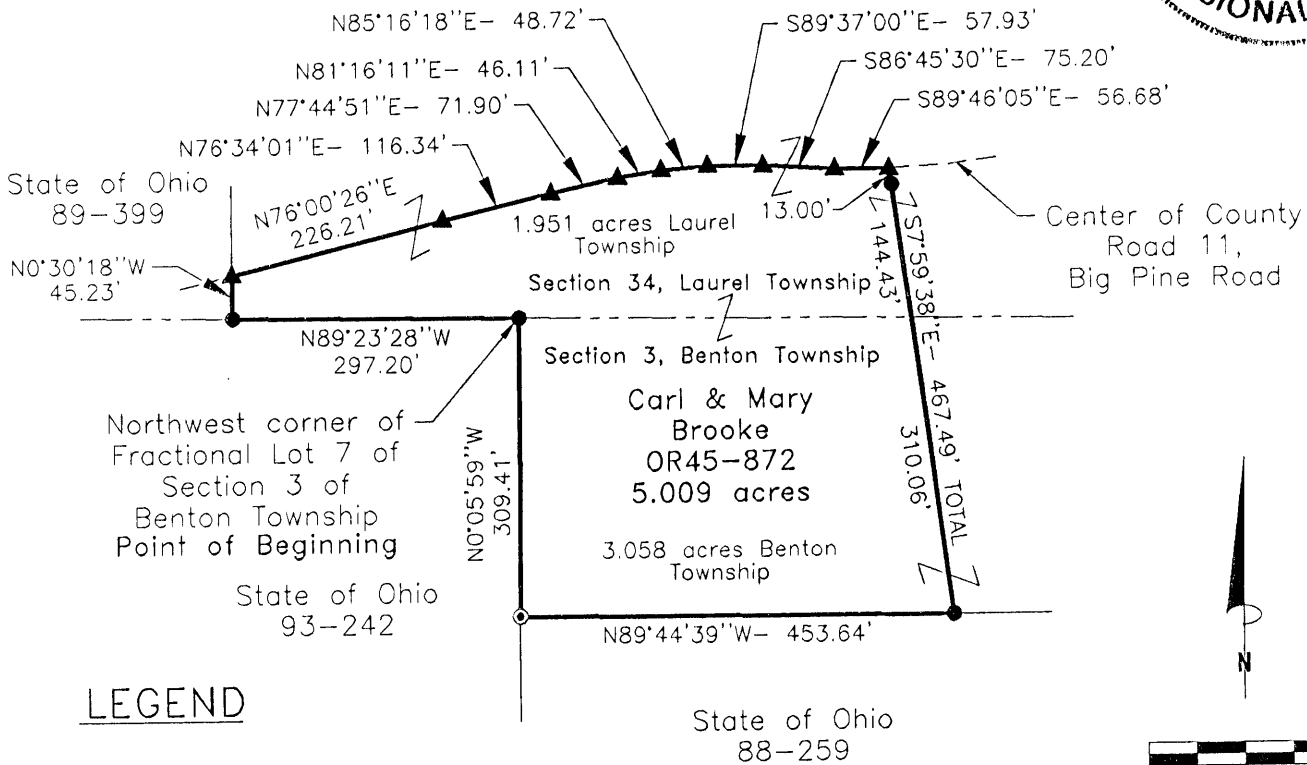 SIONAL
N85°16'18''E- 48.72'
S89°37'00''E- 57.93'
N81°16'11''E- 46.11'
S86°45'30''E- 75.20'
N77°44'51''E- 71.90'
S89°46'05''E- 56.68'
N76°34'01''E- 116.34'
State of Ohio
89-399
N76°00'26''E
226.21'
1.951 acres Laurel
Township
13.00'
Center of County
Road 11,
Big Pine Road
N0°30'18''W
45.23'
Section 34, Laurel Township
144.43'
S7°59'38''E- 467.49' TOTAL
310.06'
N89°23'28''W
297.20'
Section 3, Benton Township
Northwest corner of
Fractional Lot 7 of
Section 3 of
Benton Township
Point of Beginning
N0°05'59''W
309.41'
Carl & Mary
Brooke
OR45-872
5.009 acres
3.058 acres Benton
Township
State of Ohio
93-242
N89°44'39''W- 453.64'
N
LEGEND
State of Ohio
88-259